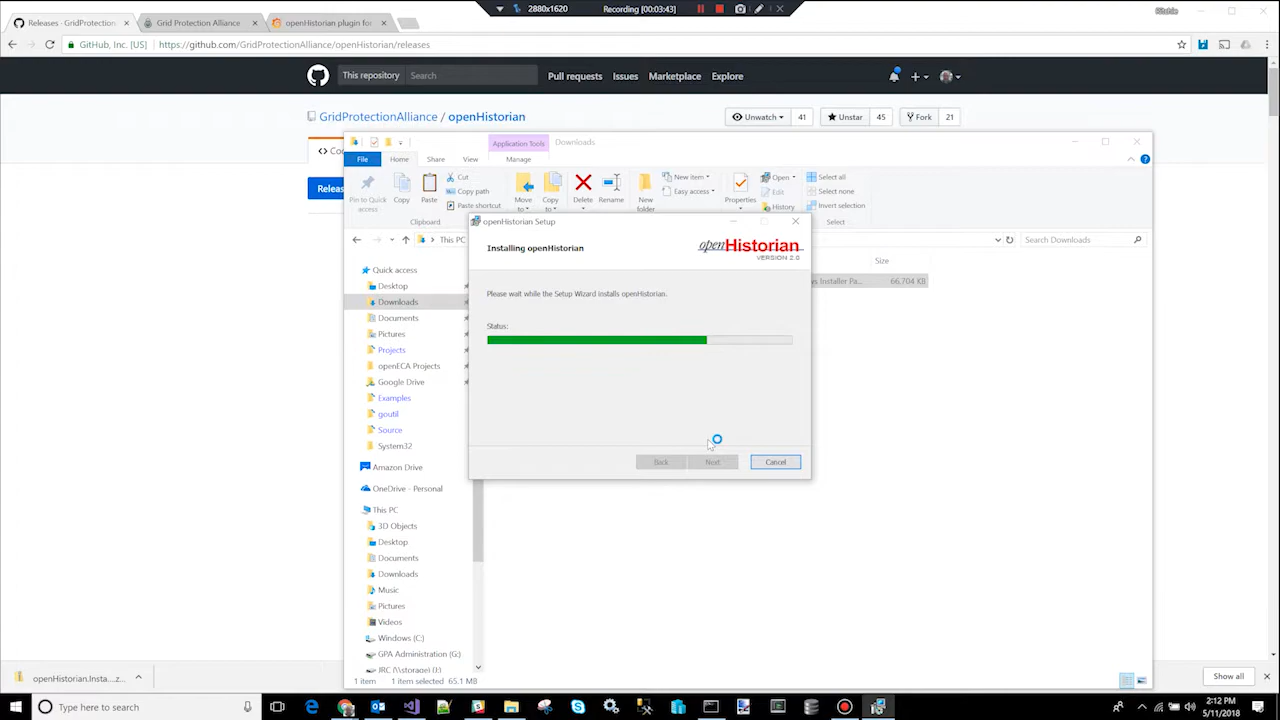 2880x1620
Recording [00:03:43]
Releases · GridProtection
Grid Protection Alliance
openHistorian plugin for
Ritchie
GitHub, Inc. [US]
https://github.com/GridProtectionAlliance/openHistorian/releases
This repository
Search
Pull requests
Issues
Marketplace
Explore
GridProtectionAlliance / openHistorian
Unwatch
41
Unstar
45
Fork
21
<> Co
Releas
Application Tools
Downloads
File
Home
Share
View
Manage
Pin to Quick access
Copy
Paste
Cut
Copy path
Paste shortcut
Clipboard
Move to
Copy to
Delete
Rename
New folder
New item
Easy access
Properties
Open
Edit
History
Select all
Select none
Invert selection
Select
This PC
Search Downloads
Size
ys Installer Pa...
66,704 KB
openHistorian Setup
Installing openHistorian
openHistorian
VERSION 2.0
Please wait while the Setup Wizard installs openHistorian.
Status:
Back
Next
Cancel
Quick access
Desktop
Downloads
Documents
Pictures
Projects
openECA Projects
Google Drive
Examples
goutil
Source
System32
Amazon Drive
OneDrive - Personal
This PC
3D Objects
Desktop
Documents
Downloads
Music
Pictures
Videos
Windows (C:)
GPA Administration (G:)
JRC (\\storage) (J:)
1 item
1 item selected
65.1 MB
openHistorian.Insta....z...
Show all
Type here to search
2:12 PM
5/11/2018